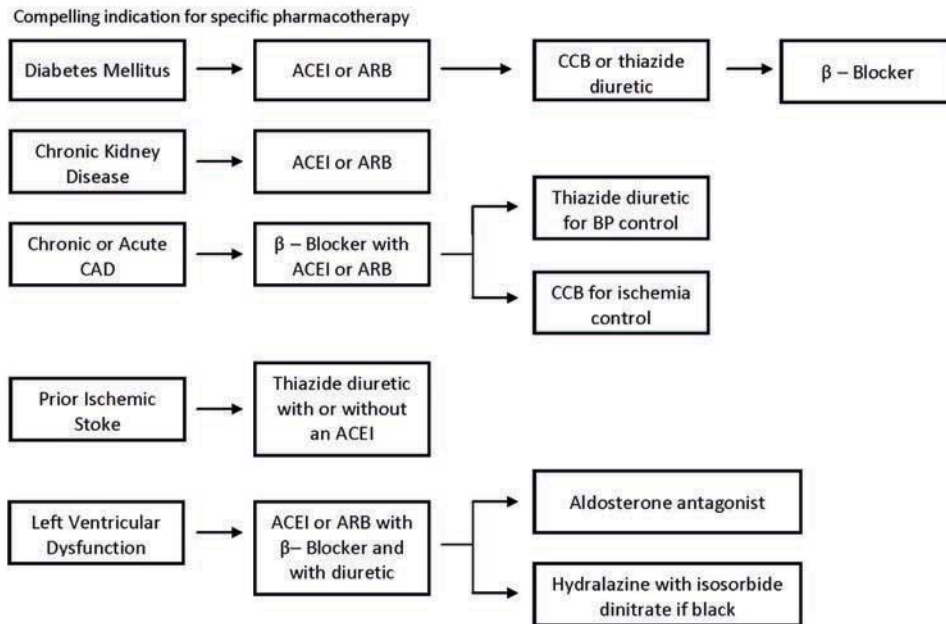 Compelling indication for specific pharmacotherapy
Diabetes Mellitus
ACEI or ARB
CCB or thiazide
diuretic
β – Blocker
Chronic Kidney
Disease
ACEI or ARB
Chronic or Acute
CAD
β – Blocker with
ACEI or ARB
Thiazide diuretic
for BP control
CCB for ischemia
control
Prior Ischemic
Stoke
Thiazide diuretic
with or without
an ACEI
Left Ventricular
Dysfunction
ACEI or ARB with
β– Blocker and
with diuretic
Aldosterone antagonist
Hydralazine with isosorbide
dinitrate if black